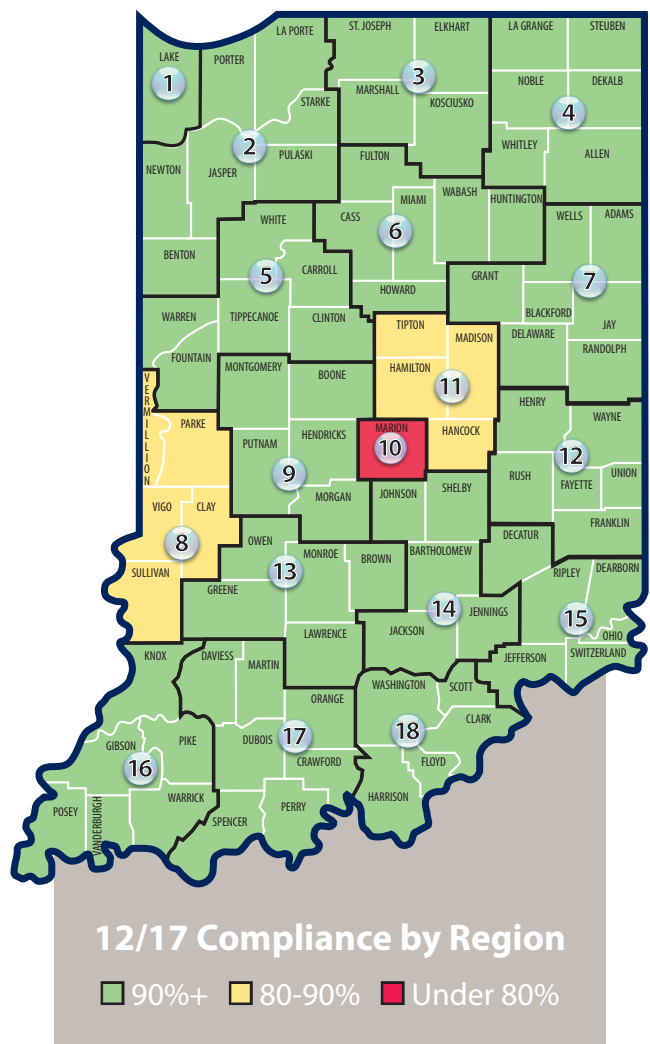 LA PORTE
ST. JOSEPH
ELKHART
LA GRANGE
STEUBEN
LAKE
PORTER
1
3
NOBLE
DEKALB
MARSHALL
STARKE
KOSCIUSKO
4
2
WHITLEY
ALLEN
PULASKI
FULTON
NEWTON
JASPER
MIAMI
WABASH
HUNTINGTON
WHITE
CASS
WELLS
ADAMS
6
BENTON
5
CARROLL
GRANT
7
HOWARD
WARREN
TIPPECANOE
CLINTON
TIPTON
BLACKFORD
JAY
MADISON
DELAWARE
RANDOLPH
FOUNTAIN
MONTGOMERY
BOONE
HAMILTON
11
VERMILLION
HENRY
WAYNE
PARKE
PUTNAM
HENDRICKS
MARION
10
HANCOCK
12
9
RUSH
FAYETTE
UNION
MORGAN
JOHNSON
SHELBY
VIGO
CLAY
FRANKLIN
8
OWEN
DECATUR
MONROE
BROWN
BARTHOLOMEW
SULLIVAN
13
RIPLEY
DEARBORN
GREENE
14
JENNINGS
15
LAWRENCE
JACKSON
OHIO
KNOX
DAVIESS
MARTIN
JEFFERSON
SWITZERLAND
WASHINGTON
SCOTT
ORANGE
CLARK
GIBSON
PIKE
DUBOIS
17
18
16
CRAWFORD
FLOYD
WARRICK
HARRISON
POSEY
VANDERBURGH
SPENCER
PERRY
12/17 Compliance by Region
90%+
80-90%
Under 80%